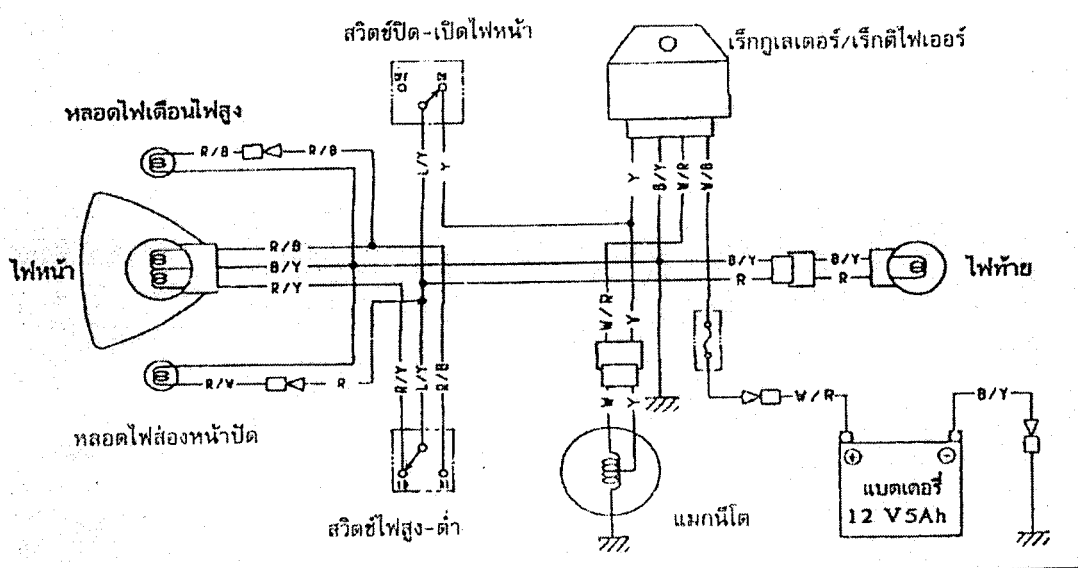 สวิตช์ปิด-เปิดไฟหน้า
เร็กกูเลเตอร์/เร็กติไฟเออร์
หลอดไฟเตือนไฟสูง
R/B
R/B
L/Y
Y
Y
B/Y
W/R
W/B
ไฟหน้า
R/B
B/Y
R/Y
B/Y
R
B/Y
R
ไฟท้าย
W/R
Y
R/W
R
R/Y
L/Y
R/B
W
Y
W/R
B/Y
หลอดไฟส่องหน้าปัด
แบตเตอรี่
12 V 5Ah
สวิตช์ไฟสูง-ต่ำ
แมกนีโต